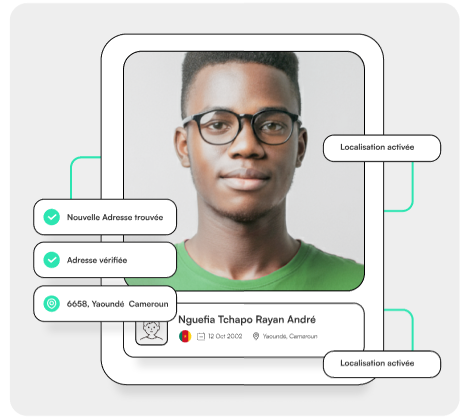 Localisation activée
Nouvelle Adresse trouvée
Adresse vérifiée
6658, Yaoundé Cameroun
Nguefia Tchapo Rayan André
12 Oct 2002
Yaounde, Cameroun
Localisation activée